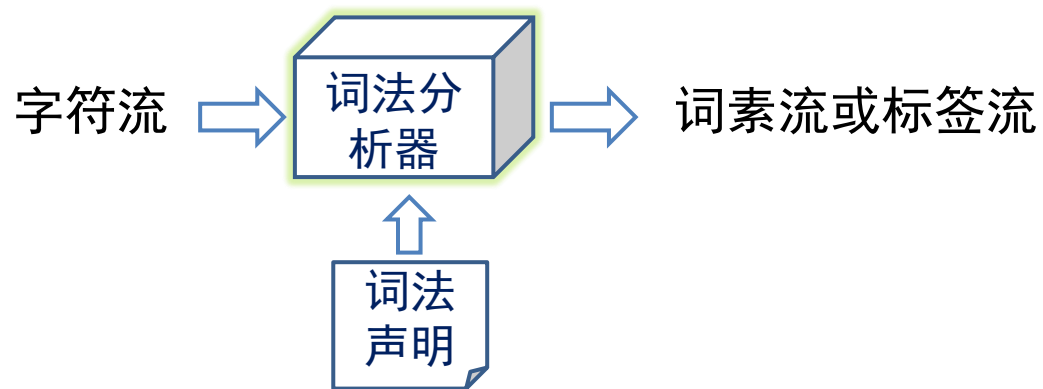 字符流
词法分
析器
词素流或标签流
词法
声明